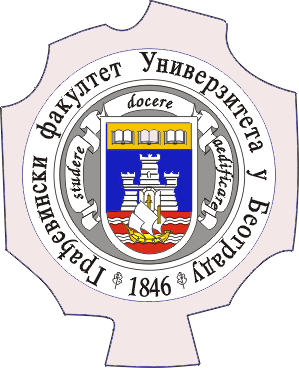 Грађевински факултет Универзитета у Београду
studere
docere
aedificare
1846